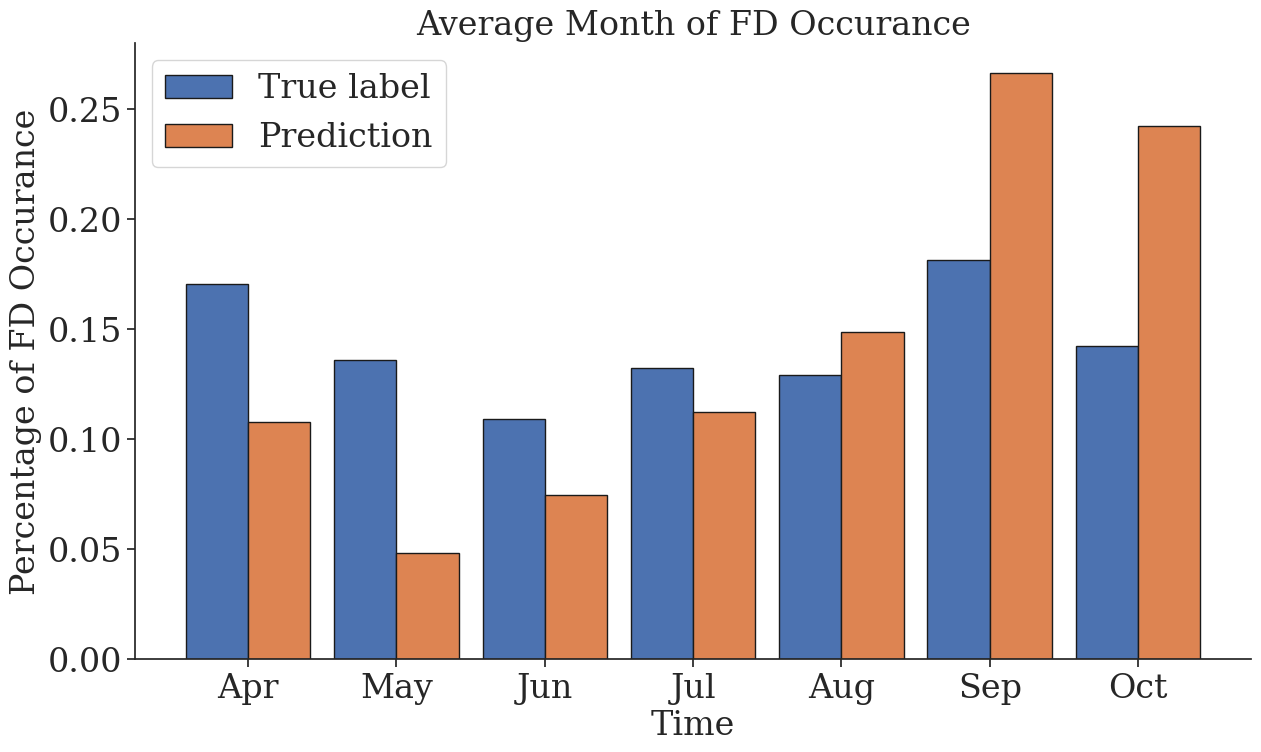 Average Month of FD Occurance
True label
Prediction
Percentage of FD Occurance
0.25
0.20
0.15
0.10
0.05
0.00
Apr May Jun Jul Aug Sep Oct
Time